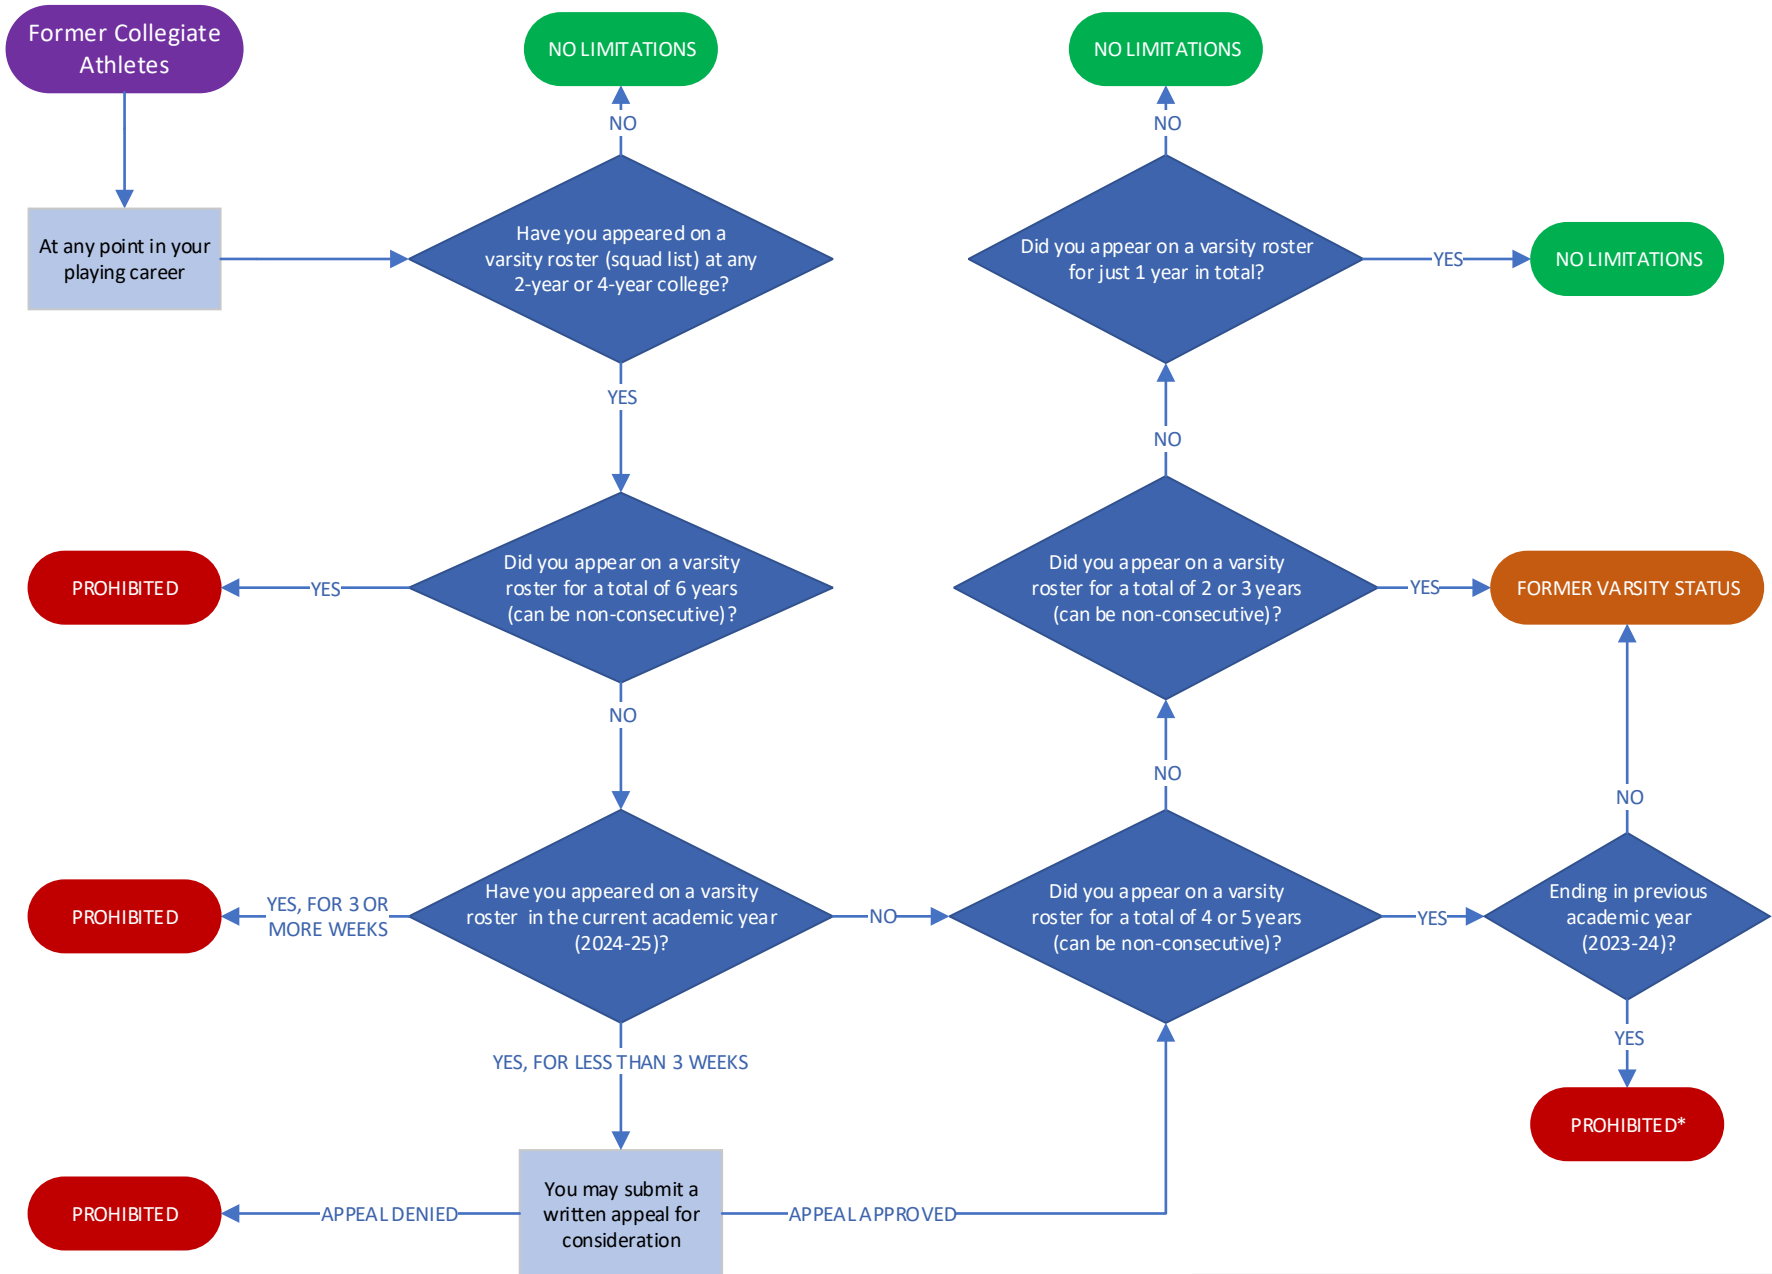 Former Collegiate
Athletes
NO LIMITATIONS
NO LIMITATIONS
NO
NO
At any point in your
playing career
Have you appeared on a
varsity roster (squad list) at any
2-year or 4-year college?
Did you appear on a varsity roster
for just 1 year in total?
YES
NO LIMITATIONS
YES
NO
PROHIBITED
YES
Did you appear on a varsity
roster for a total of 6 years
(can be non-consecutive)?
Did you appear on a varsity
roster for a total of 2 or 3 years
(can be non-consecutive)?
YES
FORMER VARSITY STATUS
NO
NO
NO
PROHIBITED
YES, FOR 3 OR
MORE WEEKS
Have you appeared on a varsity
roster in the current academic year
(2024-25)?
NO
Did you appear on a varsity
roster for a total of 4 or 5 years
(can be non-consecutive)?
YES
Ending in previous
academic year
(2023-24)?
YES, FOR LESS THAN 3 WEEKS
YES
PROHIBITED*
PROHIBITED
APPEAL DENIED
You may submit a
written appeal for
consideration
APPEAL APPROVED